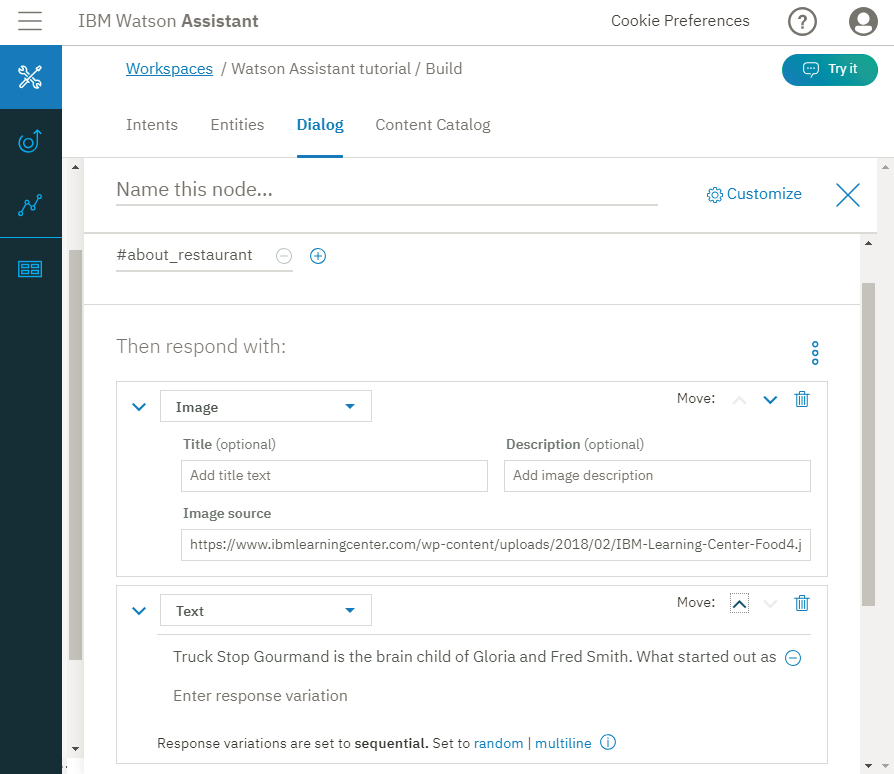 IBM Watson Assistant
Cookie Preferences
?
Workspaces / Watson Assistant tutorial / Build
Try it
Intents Entities Dialog Content Catalog
Name this node...
Customize
#about_restaurant
Then respond with:
Image
Move:
Title (optional) Description (optional)
Add title text Add image description
Image source
https://www.ibmlearningcenter.com/wp-content/uploads/2018/02/IBM-Learning-Center-Food4.j
Text
Move:
Truck Stop Gourmand is the brain child of Gloria and Fred Smith. What started out as
Enter response variation
Response variations are set to sequential. Set to random | multiline